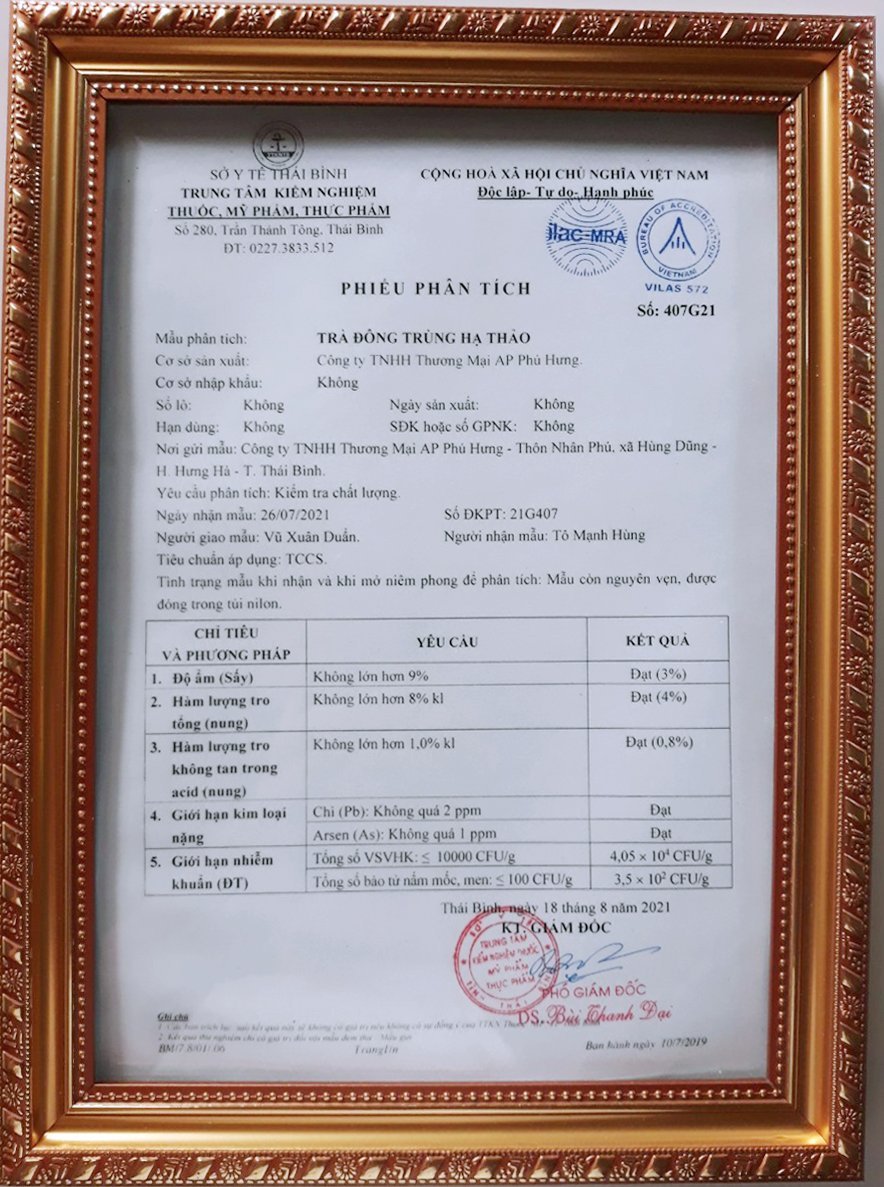 SỞ Y TẾ THÁI BÌNH
TRUNG TÂM KIỂM NGHIỆM
THUỐC, MỸ PHẨM, THỰC PHẨM
Số 280, Trần Thánh Tông, Thái Bình
ĐT: 0227.3833.512
CỘNG HOÀ XÃ HỘI CHỦ NGHĨA VIỆT NAM
Độc lập- Tự do- Hạnh phúc
ilac-MRA
BUREAU OF ACCREDITATION
VIETNAM
VILAS 572
PHIẾU PHÂN TÍCH
Số: 407G21
Mẫu phân tích: TRÀ ĐÔNG TRÙNG HẠ THẢO
Cơ sở sản xuất: Công ty TNHH Thương Mại AP Phú Hưng.
Cơ sở nhập khẩu: Không
Số lô: Không Ngày sản xuất: Không
Hạn dùng: Không SĐK hoặc số GPNK: Không
Nơi gửi mẫu: Công ty TNHH Thương Mại AP Phú Hưng - Thôn Nhân Phú, xã Hùng Dũng -
H. Hưng Hà - T. Thái Bình.
Yêu cầu phân tích: Kiểm tra chất lượng.
Ngày nhận mẫu: 26/07/2021 Số ĐKPT: 21G407
Người giao mẫu: Vũ Xuân Duẩn. Người nhận mẫu: Tô Mạnh Hùng
Tiêu chuẩn áp dụng: TCCS.
Tình trạng mẫu khi nhận và khi mở niêm phong để phân tích: Mẫu còn nguyên vẹn, được
đóng trong túi nilon.
CHỈ TIÊU
VÀ PHƯƠNG PHÁP
YÊU CẦU
KẾT QUẢ
1. Độ ẩm (Sấy) Không lớn hơn 9% Đạt (3%)
2. Hàm lượng tro Không lớn hơn 8% kl Đạt (4%)
tổng (nung)
3. Hàm lượng tro Không lớn hơn 1,0% kl Đạt (0,8%)
không tan trong
acid (nung)
4. Giới hạn kim loại Chì (Pb): Không quá 2 ppm Đạt
nặng Arsen (As): Không quá 1 ppm Đạt
5. Giới hạn nhiễm Tổng số VSVHK: ≤ 10000 CFU/g 4,05 × 10⁴ CFU/g
khuẩn (ĐT) Tổng số bào tử nấm mốc, men: ≤ 100 CFU/g 3,5 × 10² CFU/g
Thái Bình, ngày 18 tháng 8 năm 2021
KT. GIÁM ĐỐC
TRUNG TÂM
KIỂM NGHIỆM THUỐC
MỸ PHẨM
THỰC PHẨM
PHÓ GIÁM ĐỐC
DS. Bùi Thanh Đại
Ghi chú
BM/7.8/01/ 06
Ban hành ngày 10/7/2019